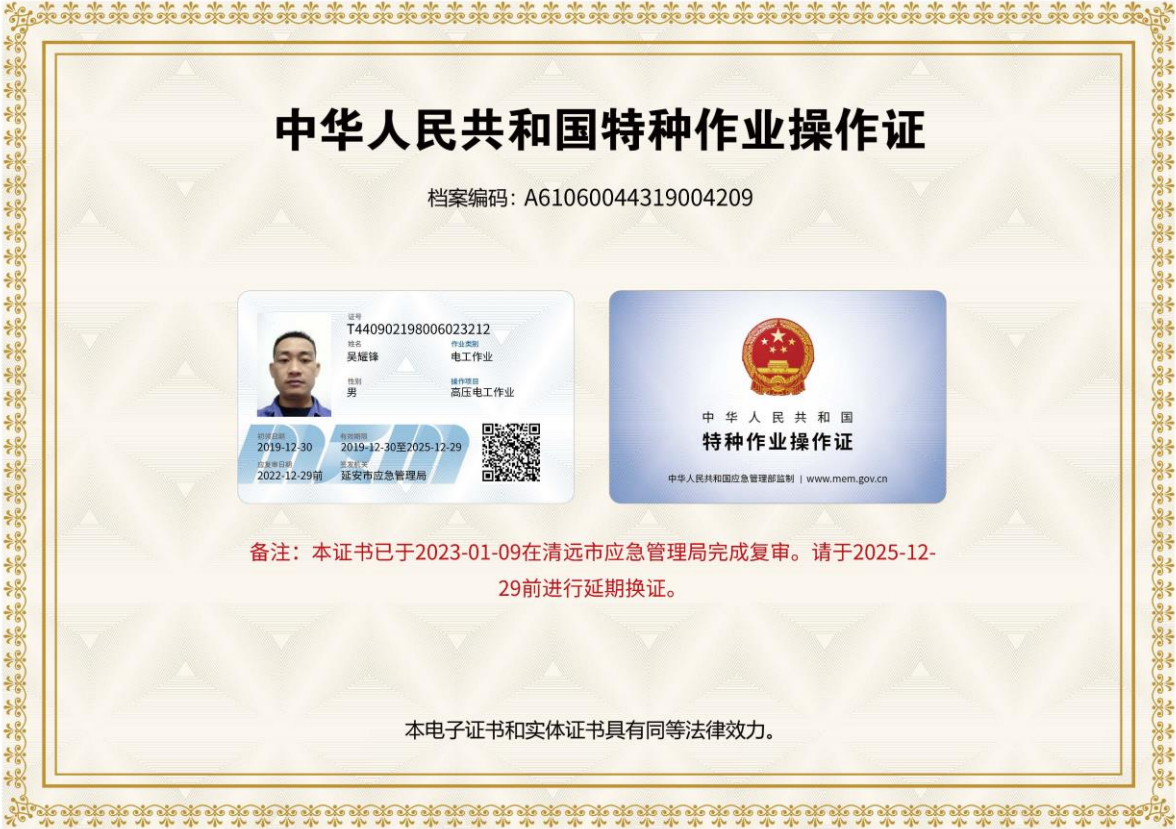 中华人民共和国特种作业操作证
档案编码：A61060044319004209
证号
T440902198006023212
姓名 作业类别
吴耀锋 电工作业
性别 操作项目
男 高压电工作业
初领日期 有效期限
2019-12-30 2019-12-30至2025-12-29
应复审日期 签发机关
2022-12-29前 延安市应急管理局
中华人民共和国
特种作业操作证
中华人民共和国应急管理部监制 | www.mem.gov.cn
备注：本证书已于2023-01-09在清远市应急管理局完成复审。请于2025-12-
29前进行延期换证。
本电子证书和实体证书具有同等法律效力。